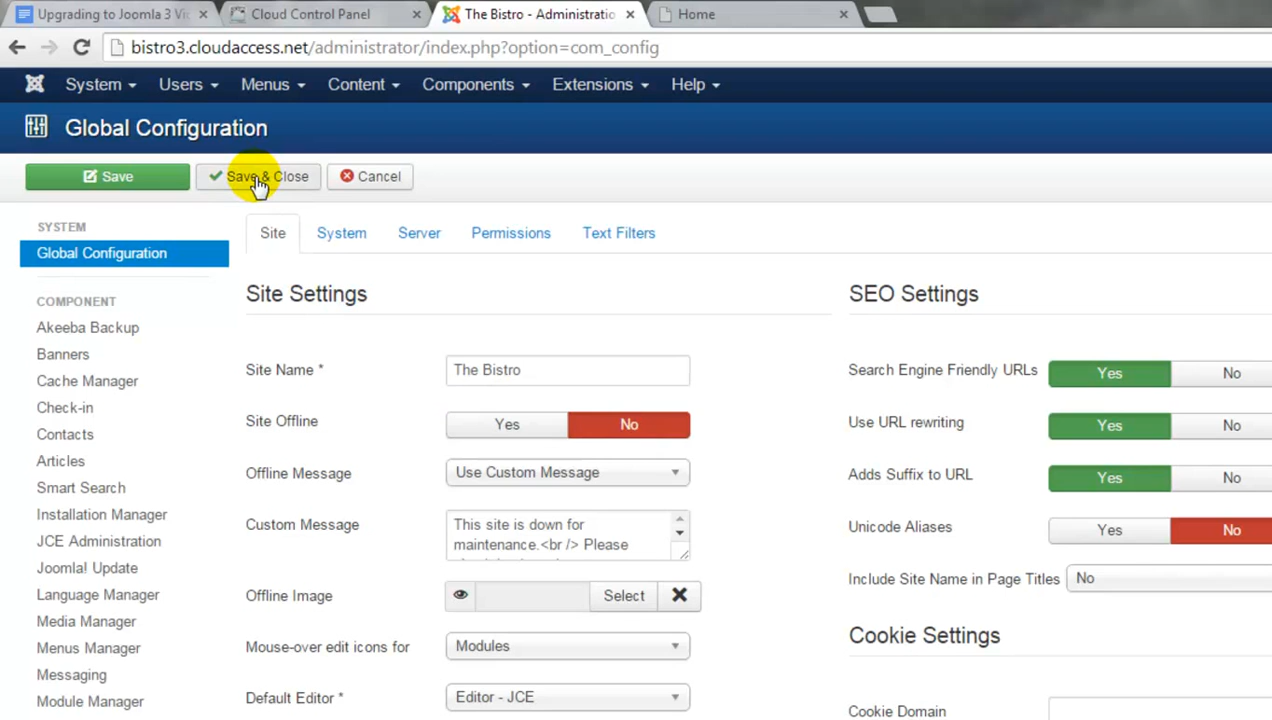 Upgrading to Joomla 3 Vi
Cloud Control Panel
The Bistro - Administratio
Home
bistro3.cloudaccess.net/administrator/index.php?option=com_config
System Users Menus Content Components Extensions Help
Global Configuration
Save Save & Close Cancel
SYSTEM
Global Configuration
COMPONENT
Akeeba Backup
Banners
Cache Manager
Check-in
Contacts
Articles
Smart Search
Installation Manager
JCE Administration
Joomla! Update
Language Manager
Media Manager
Menus Manager
Messaging
Module Manager
Site System Server Permissions Text Filters
Site Settings
Site Name * The Bistro
Site Offline Yes No
Offline Message Use Custom Message
Custom Message This site is down for
maintenance.<br /> Please
Offline Image Select
Mouse-over edit icons for Modules
Default Editor * Editor - JCE
SEO Settings
Search Engine Friendly URLs Yes No
Use URL rewriting Yes No
Adds Suffix to URL Yes No
Unicode Aliases Yes No
Include Site Name in Page Titles No
Cookie Settings
Cookie Domain